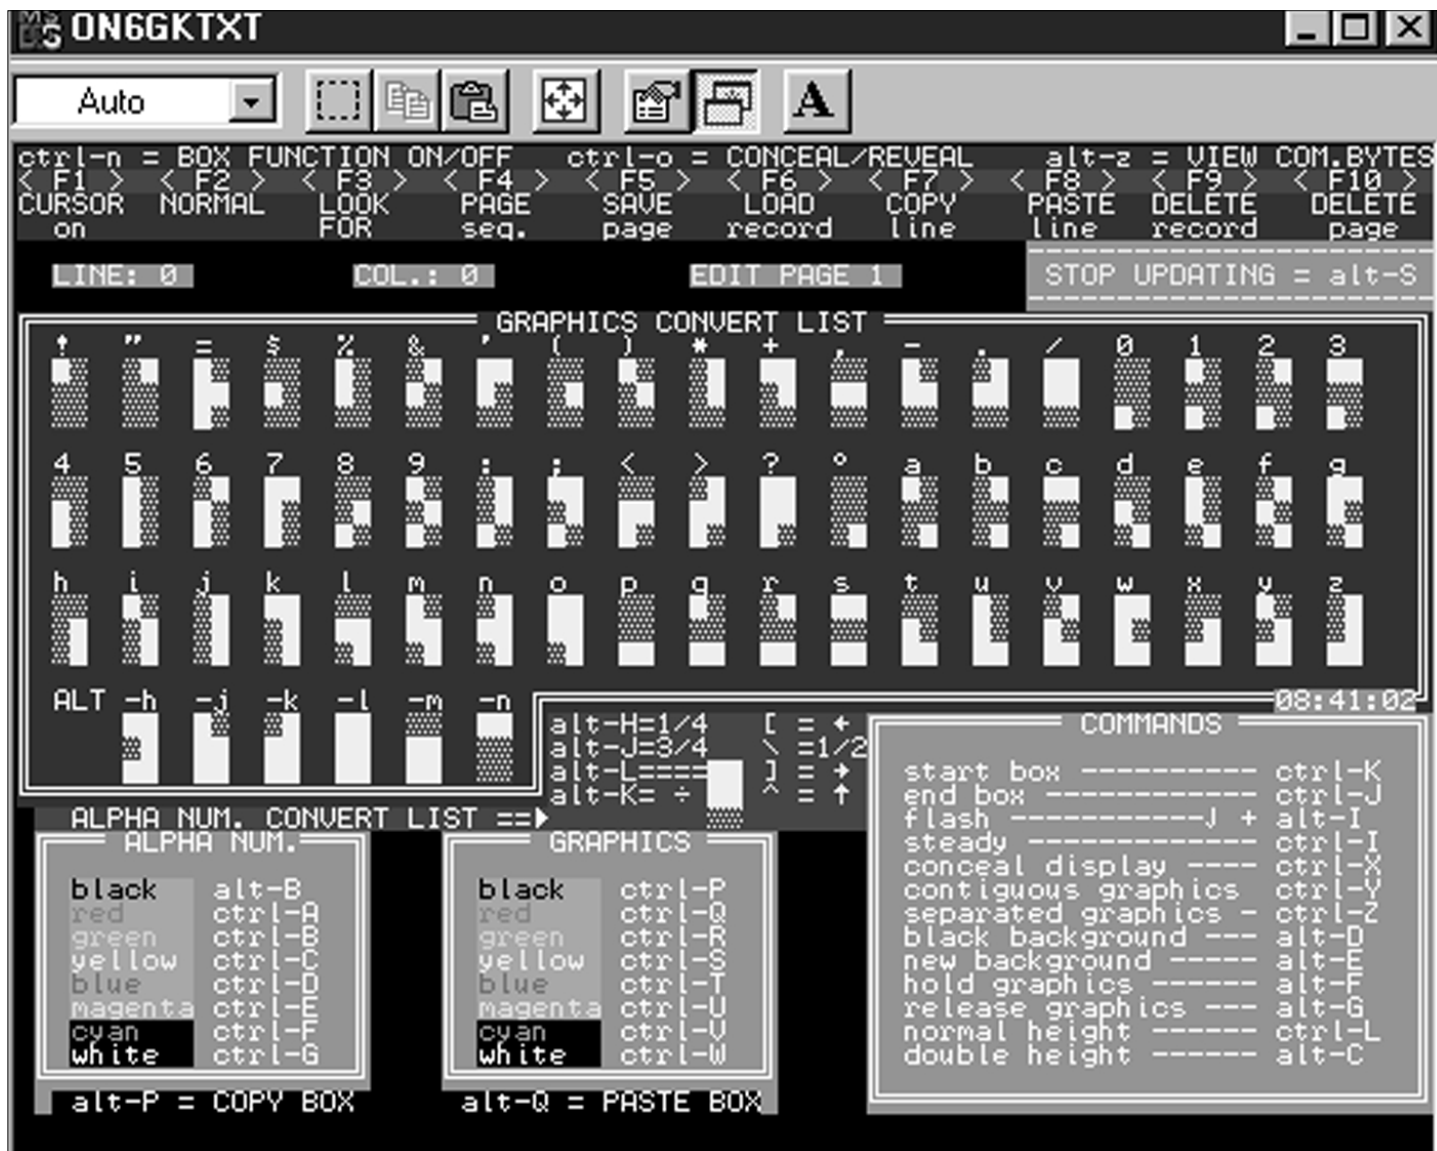 ON6GKTXT
Auto
A
ctrl-n = BOX FUNCTION ON/OFF ctrl-o = CONCEAL/REVEAL alt-z = VIEW COM.BYTES
< F1 > < F2 > < F3 > < F4 > < F5 > < F6 > < F7 > < F8 > < F9 > < F10 >
CURSOR NORMAL LOOK PAGE SAVE LOAD COPY PASTE DELETE DELETE
on FOR seq. page record line line record page
LINE: 0 COL.: 0 EDIT PAGE 1 STOP UPDATING = alt-S
GRAPHICS CONVERT LIST
! " = $ % & ' ( ) * + , - . / 0 1 2 3
4 5 6 7 8 9 : ; < > ? ° a b c d e f g
h i j k l m n o p q r s t u v w x y z
ALT -h -j -k -l -m -n 08:41:02
alt-H=1/4 [ = ←
alt-J=3/4 \ =1/2
alt-L==== ] = →
alt-K= ÷ ^ = ↑
ALPHA NUM. CONVERT LIST ==►
COMMANDS
start box ----------- ctrl-K
end box ------------- ctrl-J
flash -----------J + alt-I
steady -------------- ctrl-I
conceal display ---- ctrl-X
contiguous graphics ctrl-Y
separated graphics - ctrl-Z
black background --- alt-D
new background ----- alt-E
hold graphics ------ alt-F
release graphics --- alt-G
normal height ------ ctrl-L
double height ------ alt-C
ALPHA NUM.
black alt-B
red ctrl-A
green ctrl-B
yellow ctrl-C
blue ctrl-D
magenta ctrl-E
cyan ctrl-F
white ctrl-G
GRAPHICS
black ctrl-P
red ctrl-Q
green ctrl-R
yellow ctrl-S
blue ctrl-T
magenta ctrl-U
cyan ctrl-V
white ctrl-W
alt-P = COPY BOX alt-Q = PASTE BOX